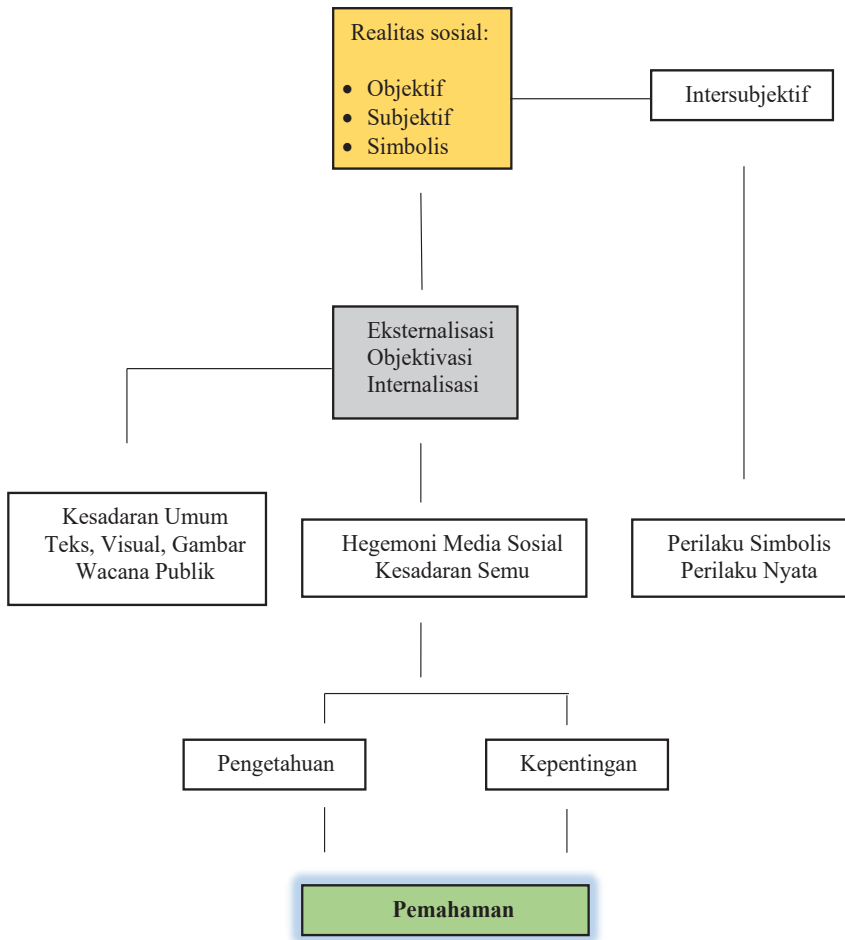 Realitas sosial:
• Objektif
• Subjektif
• Simbolis
Intersubjektif
Eksternalisasi
Objektivasi
Internalisasi
Kesadaran Umum
Teks, Visual, Gambar
Wacana Publik
Hegemoni Media Sosial
Kesadaran Semu
Perilaku Simbolis
Perilaku Nyata
Pengetahuan
Kepentingan
Pemahaman